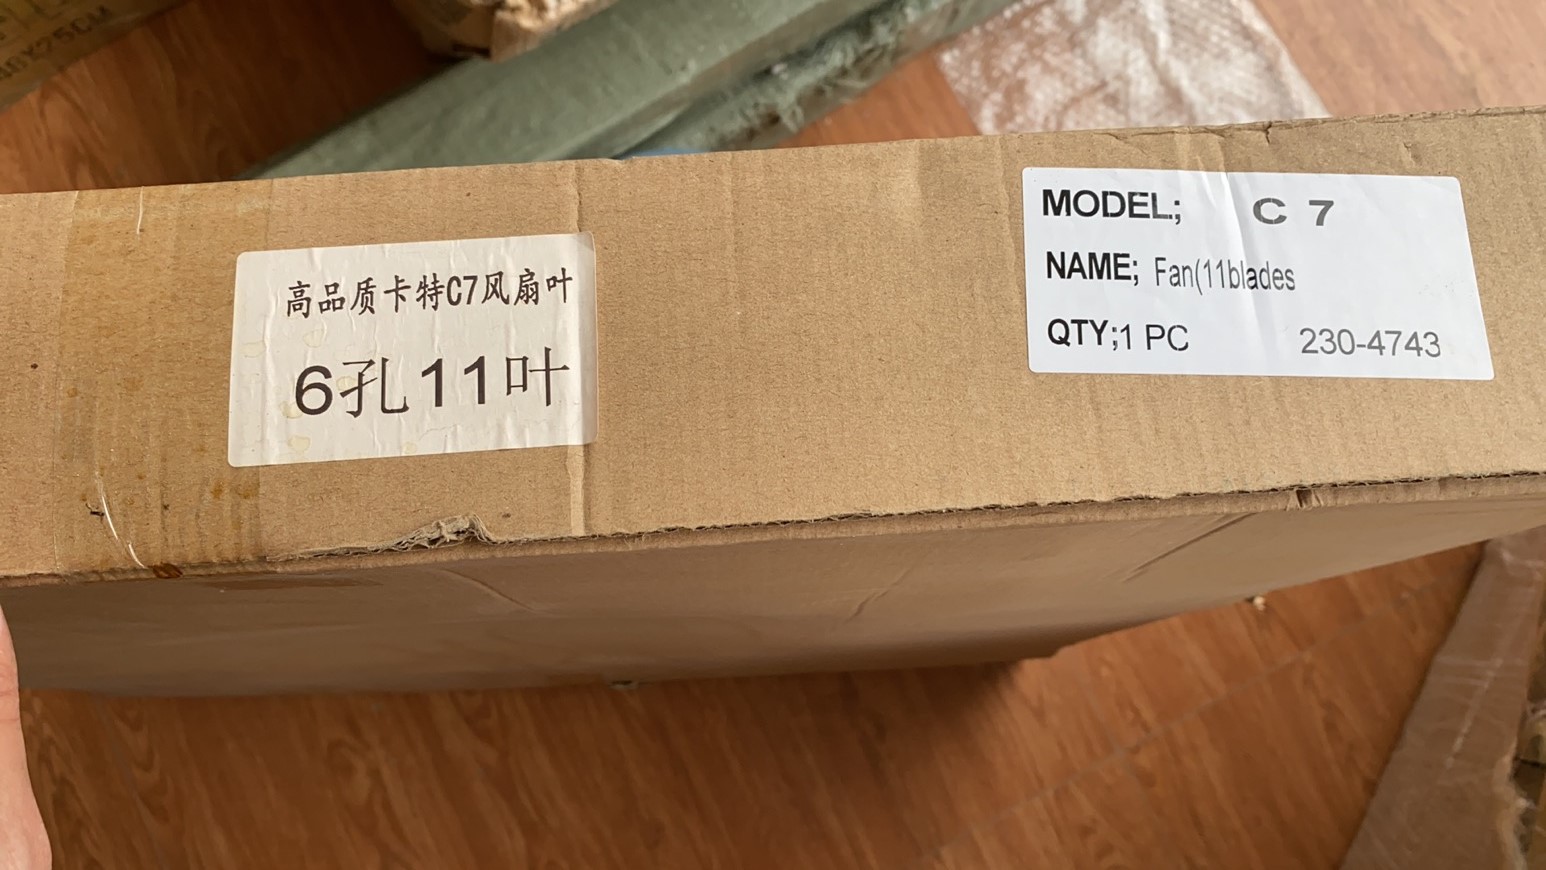 高品质卡特C7风扇叶
6孔11叶
MODEL; C 7
NAME; Fan(11blades
QTY;1 PC 230-4743